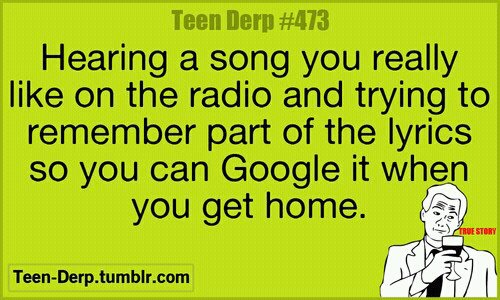 Teen Derp #473
Hearing a song you really
like on the radio and trying to
remember part of the lyrics
so you can Google it when
you get home.
TRUE STORY
Teen-Derp.tumblr.com